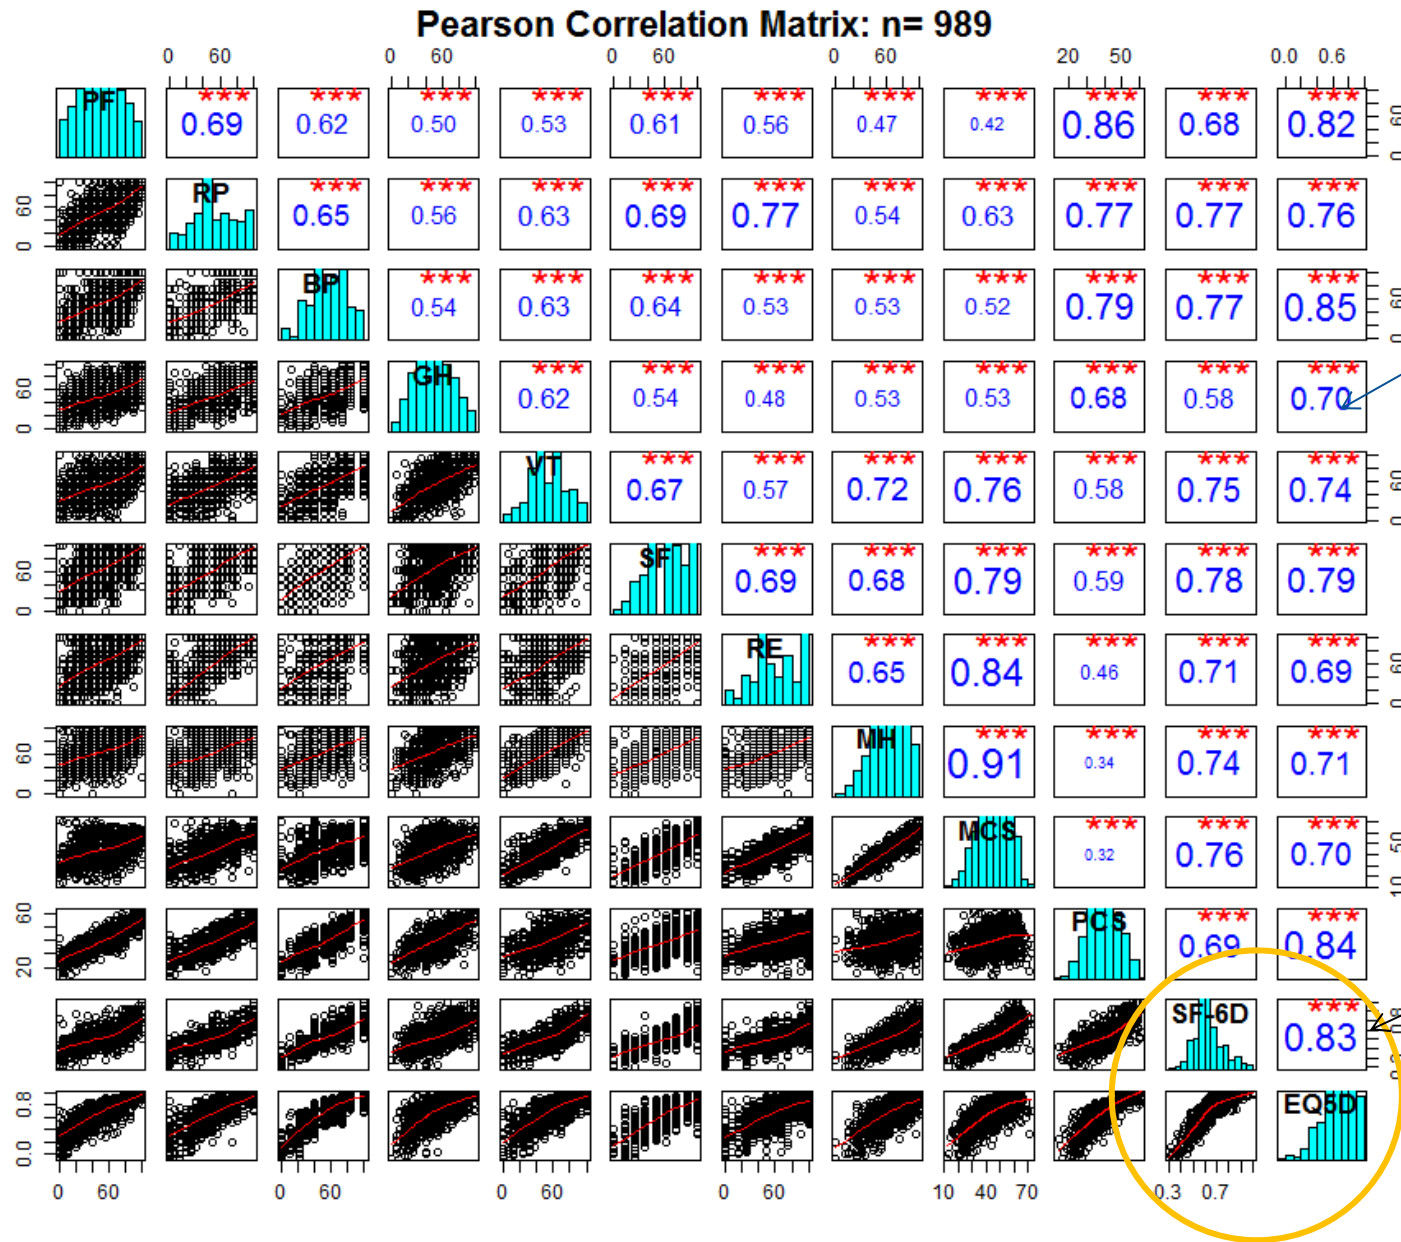 Pearson Correlation Matrix: n= 989
0 60 0 60 0 60 0 60 20 50 0.0 0.6
PF *** *** *** *** *** *** *** *** *** *** ***
0.69 0.62 0.50 0.53 0.61 0.56 0.47 0.42 0.86 0.68 0.82
0 60
RP *** *** *** *** *** *** *** *** *** ***
0.65 0.56 0.63 0.69 0.77 0.54 0.63 0.77 0.77 0.76
0 60
BP *** *** *** *** *** *** *** *** ***
0.54 0.63 0.64 0.53 0.53 0.52 0.79 0.77 0.85
0 60
GH *** *** *** *** *** *** *** ***
0.62 0.54 0.48 0.53 0.53 0.68 0.58 0.70
0 60
VT *** *** *** *** *** *** ***
0.67 0.57 0.72 0.76 0.58 0.75 0.74
0 60
SF *** *** *** *** *** ***
0.69 0.68 0.79 0.59 0.78 0.79
0 60
RE *** *** *** *** ***
0.65 0.84 0.46 0.71 0.69
0 60
MH *** *** *** ***
0.91 0.34 0.74 0.71
0 60
MCS *** *** ***
0.32 0.76 0.70
10 50
PCS *** ***
0.69 0.84
20 60
SF-6D ***
0.83
EQ5D
0.0 0.8
0 60 0 60 0 60 0 60 10 40 70 0.3 0.7